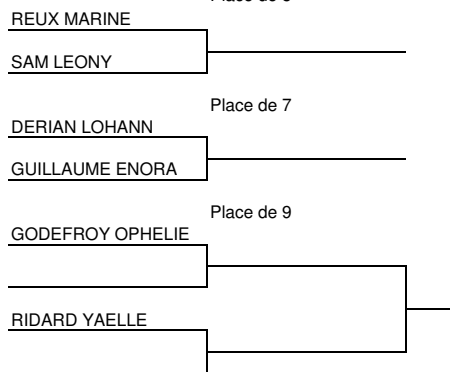 REUX MARINE
SAM LEONY
Place de 7
DERIAN LOHANN
GUILLAUME ENORA
Place de 9
GODEFROY OPHELIE
RIDARD YAELLE